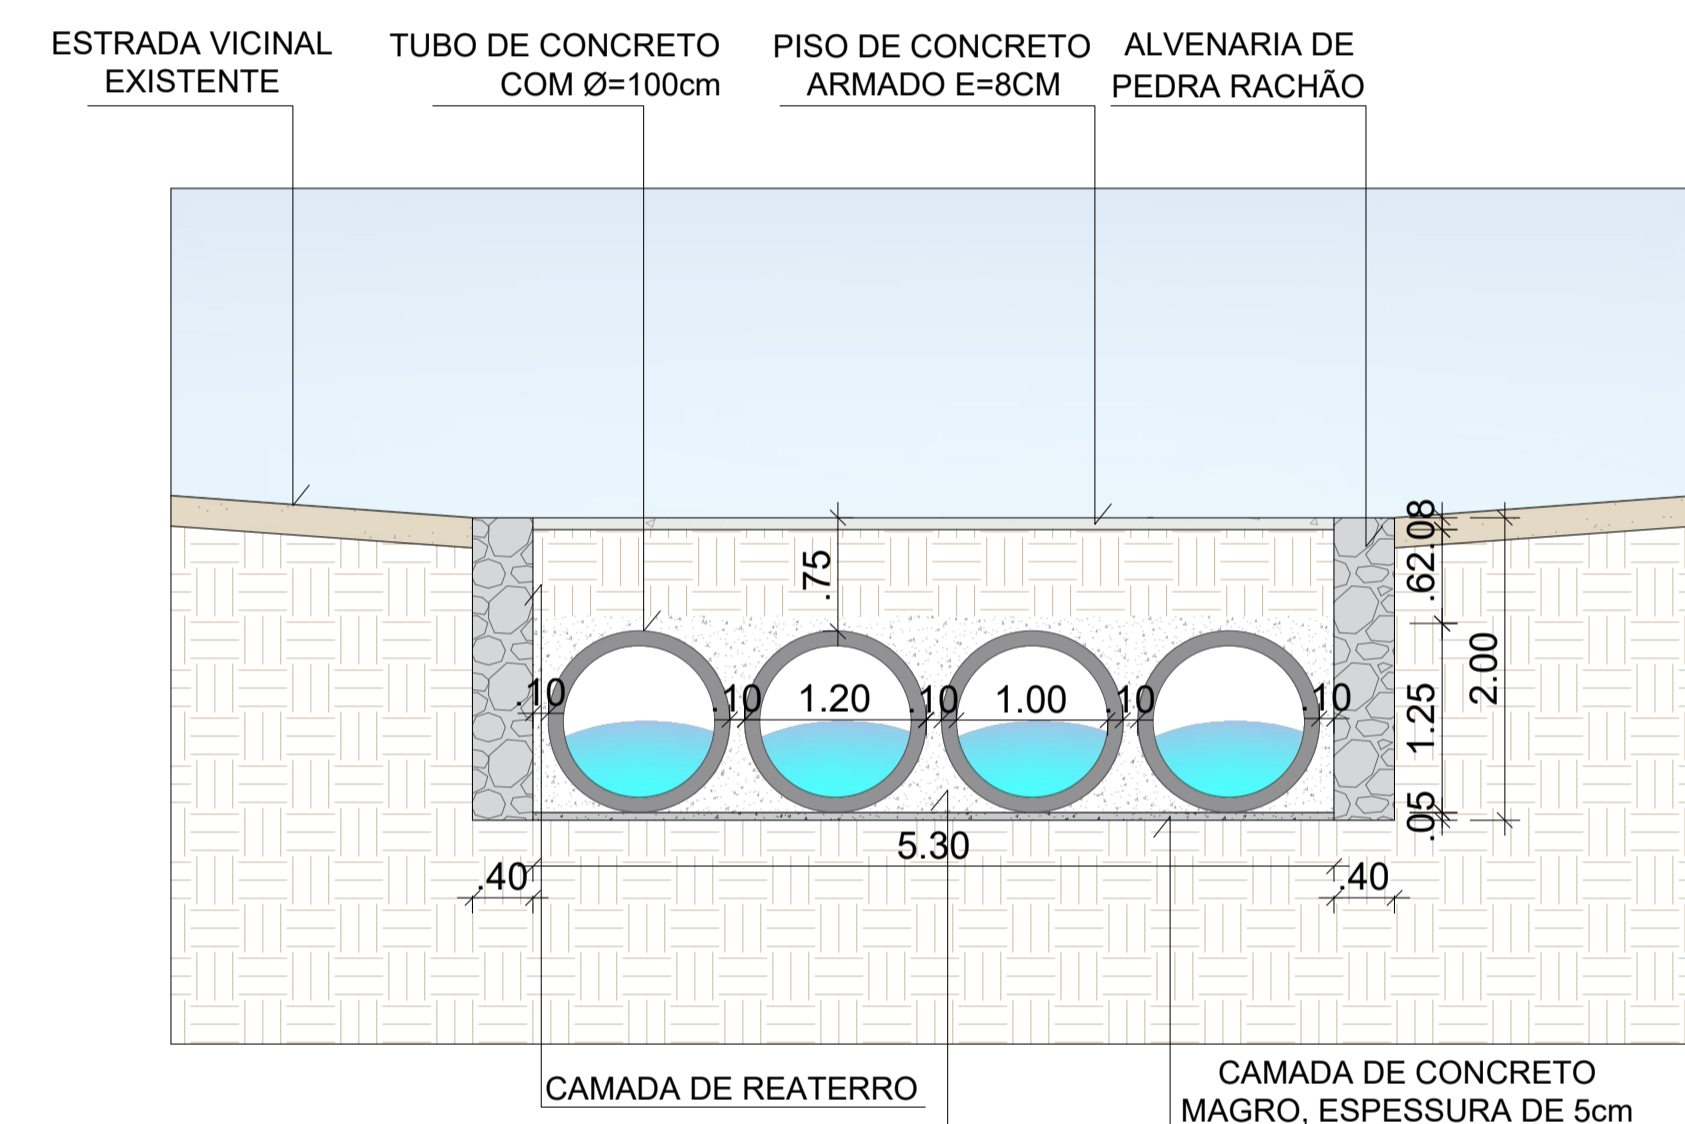 ESTRADA VICINAL
EXISTENTE
TUBO DE CONCRETO
COM Ø=100cm
PISO DE CONCRETO
ARMADO E=8CM
ALVENARIA DE
PEDRA RACHÃO
.08
.62
.75
2.00
1.25
.05
.10
.10
1.20
.10
1.00
.10
.10
5.30
.40
.40
CAMADA DE REATERRO
CAMADA DE CONCRETO
MAGRO, ESPESSURA DE 5cm